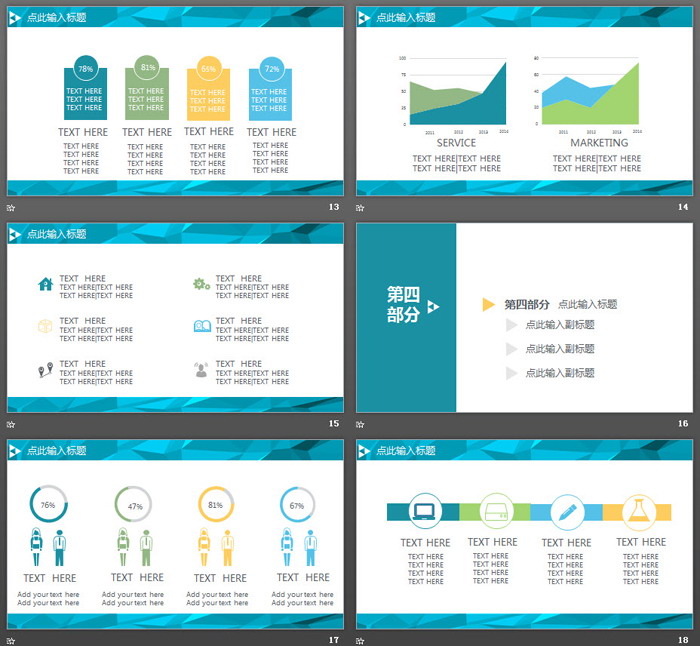 点此输入标题
78%
81%
66%
72%
TEXT HERE
TEXT HERE
TEXT HERE
TEXT HERE
TEXT HERE
TEXT HERE
TEXT HERE
TEXT HERE
TEXT HERE
TEXT HERE
TEXT HERE
TEXT HERE
TEXT HERE TEXT HERE TEXT HERE TEXT HERE
TEXT HERE TEXT HERE TEXT HERE TEXT HERE
TEXT HERE TEXT HERE TEXT HERE TEXT HERE
TEXT HERE TEXT HERE TEXT HERE TEXT HERE
TEXT HERE TEXT HERE TEXT HERE TEXT HERE
13
点此输入标题
100
75
50
25
0
2011 2012 2013 2014
SERVICE
TEXT HERE|TEXT HERE
TEXT HERE|TEXT HERE
80
60
40
20
0
2011 2012 2013 2014
MARKETING
TEXT HERE|TEXT HERE
TEXT HERE|TEXT HERE
14
点此输入标题
TEXT HERE
TEXT HERE|TEXT HERE
TEXT HERE|TEXT HERE
TEXT HERE
TEXT HERE|TEXT HERE
TEXT HERE|TEXT HERE
TEXT HERE
TEXT HERE|TEXT HERE
TEXT HERE|TEXT HERE
TEXT HERE
TEXT HERE|TEXT HERE
TEXT HERE|TEXT HERE
TEXT HERE
TEXT HERE|TEXT HERE
TEXT HERE|TEXT HERE
TEXT HERE
TEXT HERE|TEXT HERE
TEXT HERE|TEXT HERE
15
第四
部分
第四部分 点此输入标题
点此输入副标题
点此输入副标题
点此输入副标题
16
点此输入标题
76% 47% 81% 67%
TEXT HERE TEXT HERE TEXT HERE TEXT HERE
Add your text here Add your text here Add your text here Add your text here
Add your text here Add your text here Add your text here Add your text here
17
点此输入标题
TEXT HERE TEXT HERE TEXT HERE TEXT HERE
TEXT HERE TEXT HERE TEXT HERE TEXT HERE
TEXT HERE TEXT HERE TEXT HERE TEXT HERE
TEXT HERE TEXT HERE TEXT HERE TEXT HERE
TEXT HERE TEXT HERE TEXT HERE TEXT HERE
18